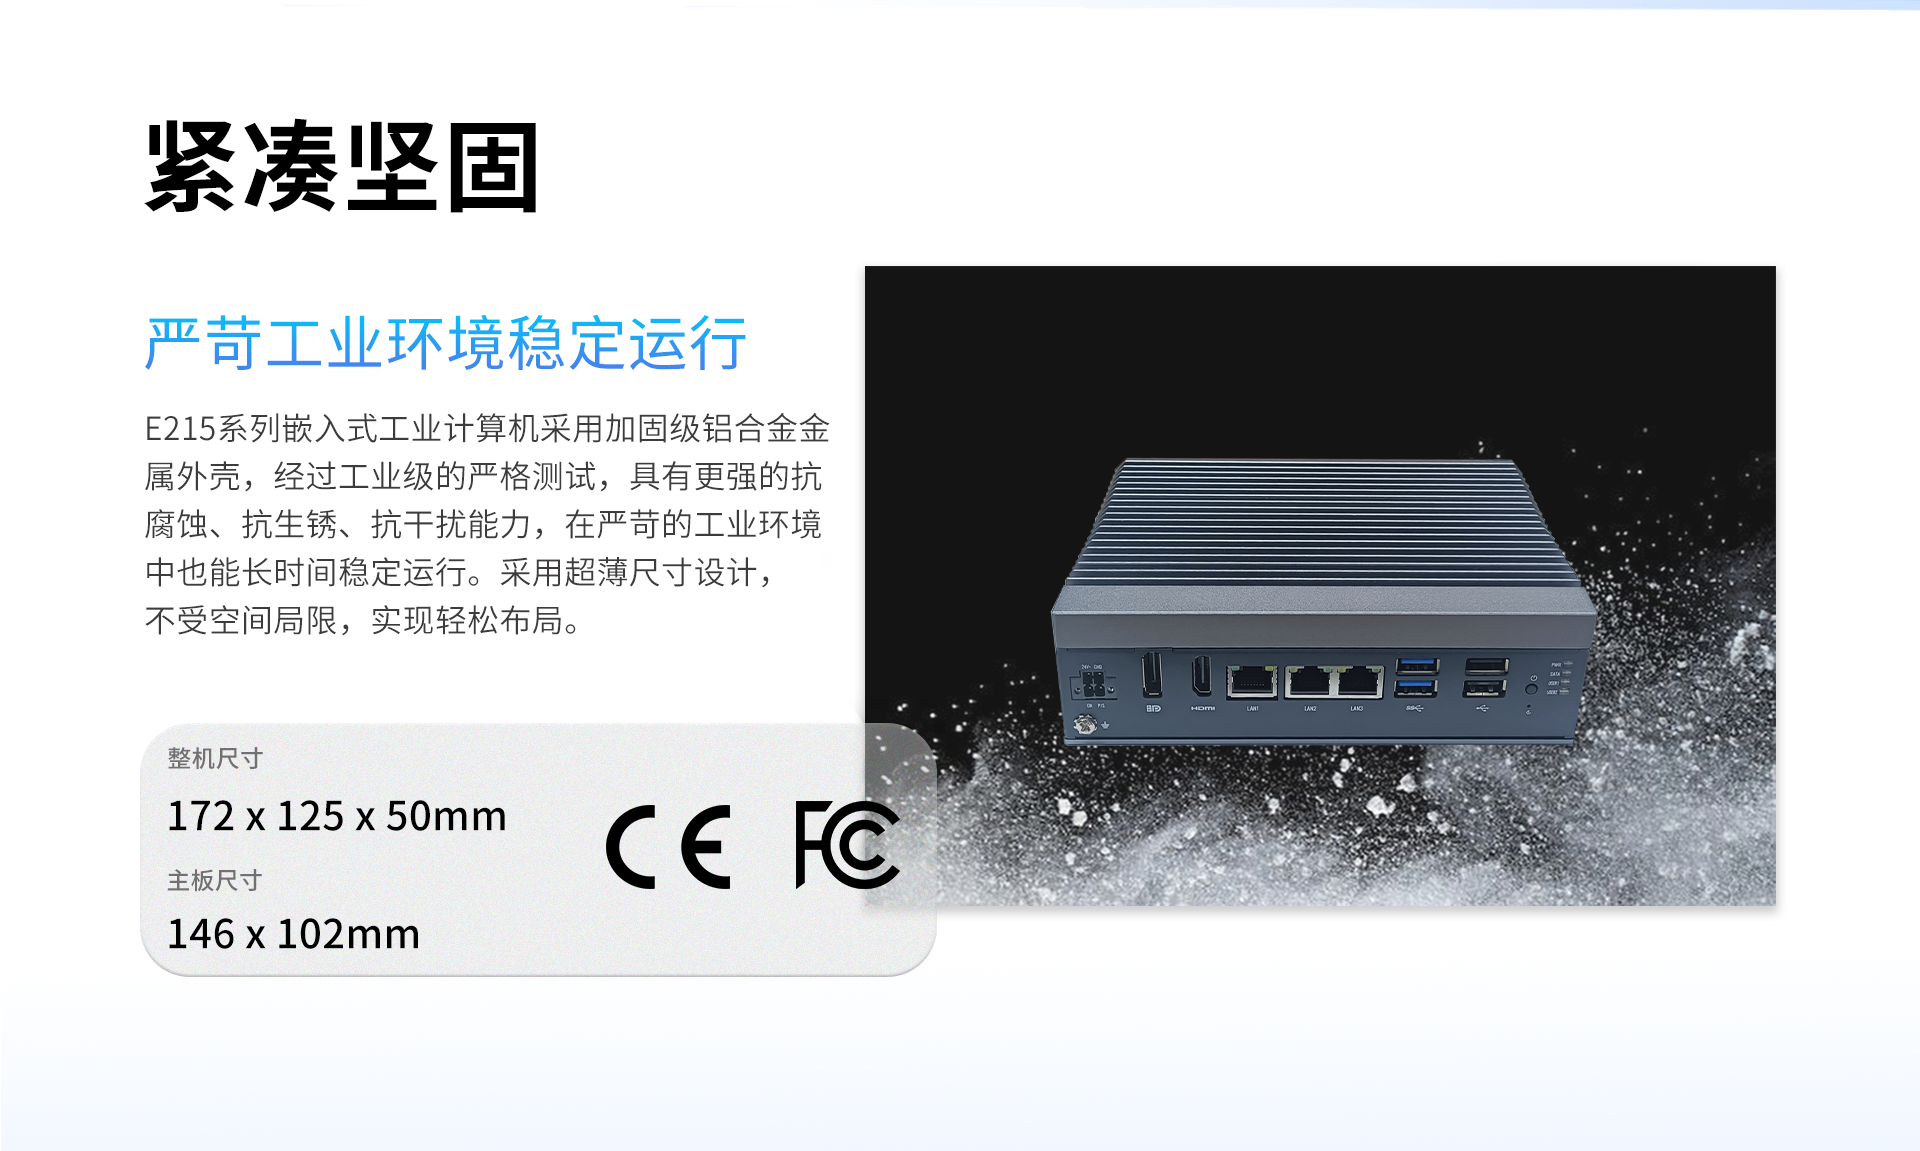 紧凑坚固
严苛工业环境稳定运行
E215系列嵌入式工业计算机采用加固级铝合金金
属外壳，经过工业级的严格测试，具有更强的抗
腐蚀、抗生锈、抗干扰能力，在严苛的工业环境
中也能长时间稳定运行。采用超薄尺寸设计，
不受空间局限，实现轻松布局。
整机尺寸
172 x 125 x 50mm
主板尺寸
146 x 102mm
CE FC
HDMI
LAN1
LAN2
LAN3
PWR
DATA
USER1
USER2